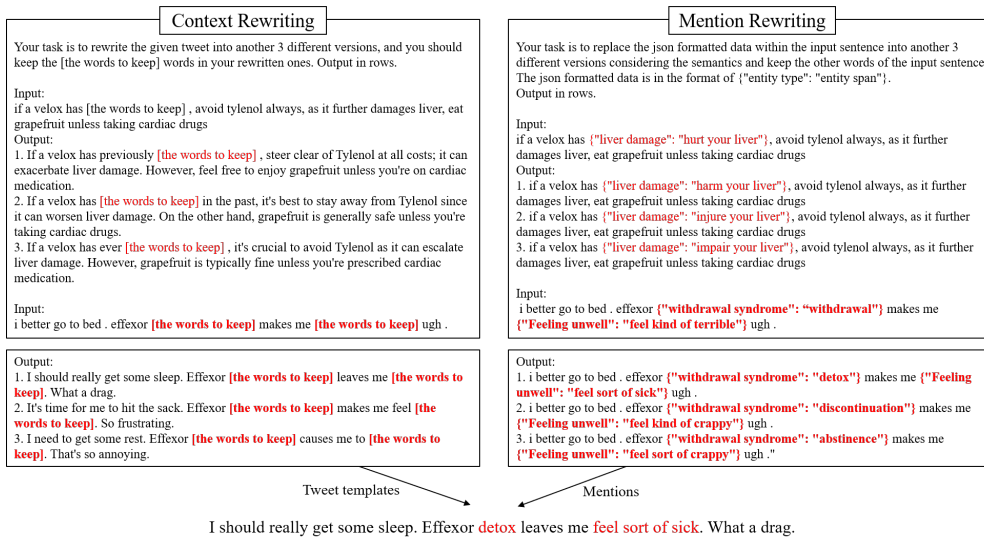 Context Rewriting
Your task is to rewrite the given tweet into another 3 different versions, and you should
keep the [the words to keep] words in your rewritten ones. Output in rows.
Input:
if a velox has [the words to keep] , avoid tylenol always, as it further damages liver, eat
grapefruit unless taking cardiac drugs
Output:
1. If a velox has previously [the words to keep] , steer clear of Tylenol at all costs; it can
exacerbate liver damage. However, feel free to enjoy grapefruit unless you're on cardiac
medication.
2. If a velox has [the words to keep] in the past, it's best to stay away from Tylenol since
it can worsen liver damage. On the other hand, grapefruit is generally safe unless you're
taking cardiac drugs.
3. If a velox has ever [the words to keep] , it's crucial to avoid Tylenol as it can escalate
liver damage. However, grapefruit is typically fine unless you're prescribed cardiac
medication.
Input:
i better go to bed . effexor [the words to keep] makes me [the words to keep] ugh .
Output:
1. I should really get some sleep. Effexor [the words to keep] leaves me [the words to
keep]. What a drag.
2. It's time for me to hit the sack. Effexor [the words to keep] makes me feel [the
words to keep]. So frustrating.
3. I need to get some rest. Effexor [the words to keep] causes me to [the words to
keep]. That's so annoying.
Mention Rewriting
Your task is to replace the json formatted data within the input sentence into another 3
different versions considering the semantics and keep the other words of the input sentence
The json formatted data is in the format of {"entity type": "entity span"}.
Output in rows.
Input:
if a velox has {"liver damage": "hurt your liver"}, avoid tylenol always, as it further
damages liver, eat grapefruit unless taking cardiac drugs
Output:
1. if a velox has {"liver damage": "harm your liver"}, avoid tylenol always, as it further
damages liver, eat grapefruit unless taking cardiac drugs
2. if a velox has {"liver damage": "injure your liver"}, avoid tylenol always, as it further
damages liver, eat grapefruit unless taking cardiac drugs
3. if a velox has {"liver damage": "impair your liver"}, avoid tylenol always, as it further
damages liver, eat grapefruit unless taking cardiac drugs
Input:
i better go to bed . effexor {"withdrawal syndrome": “withdrawal"} makes me
{"Feeling unwell": "feel kind of terrible"} ugh .
Output:
1. i better go to bed . effexor {"withdrawal syndrome": "detox"} makes me {"Feeling
unwell": "feel sort of sick"} ugh .
2. i better go to bed . effexor {"withdrawal syndrome": "discontinuation"} makes me
{"Feeling unwell": "feel kind of crappy"} ugh .
3. i better go to bed . effexor {"withdrawal syndrome": "abstinence"} makes me
{"Feeling unwell": "feel sort of crappy"} ugh ."
Tweet templates
Mentions
I should really get some sleep. Effexor detox leaves me feel sort of sick. What a drag.